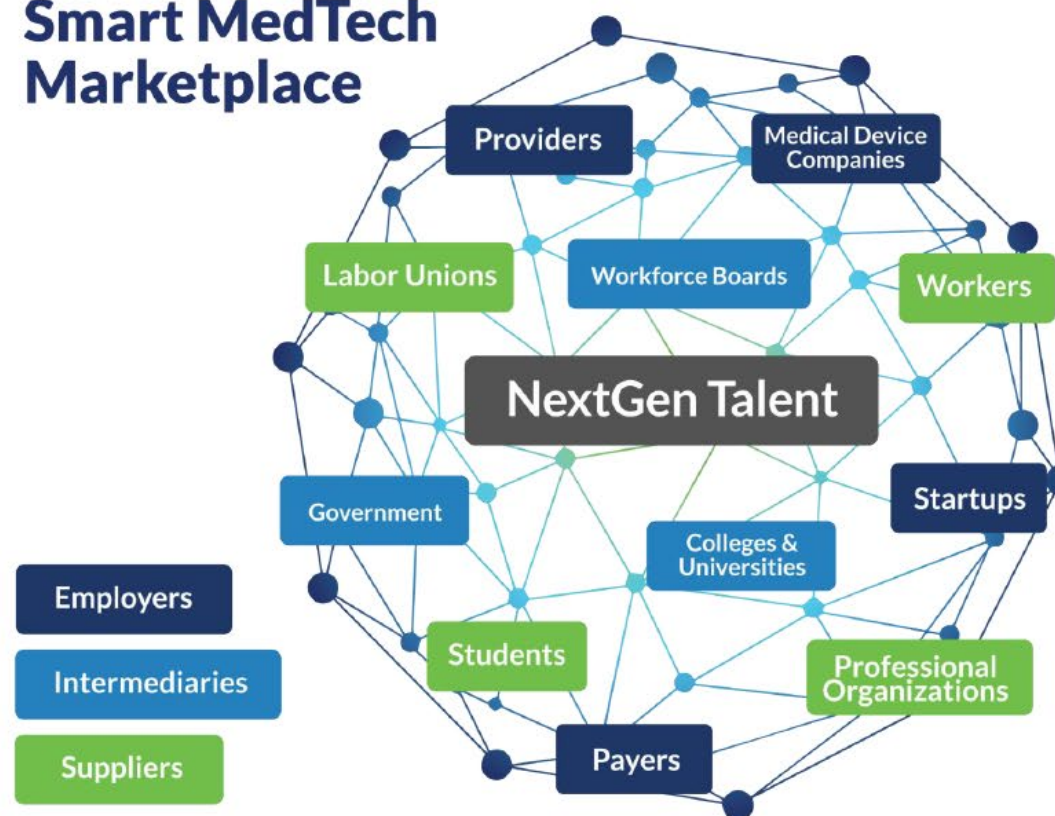 Smart MedTech
Marketplace
Providers
Medical Device
Companies
Labor Unions
Workforce Boards
Workers
NextGen Talent
Government
Startups
Colleges &
Universities
Employers
Students
Intermediaries
Professional
Organizations
Suppliers
Payers